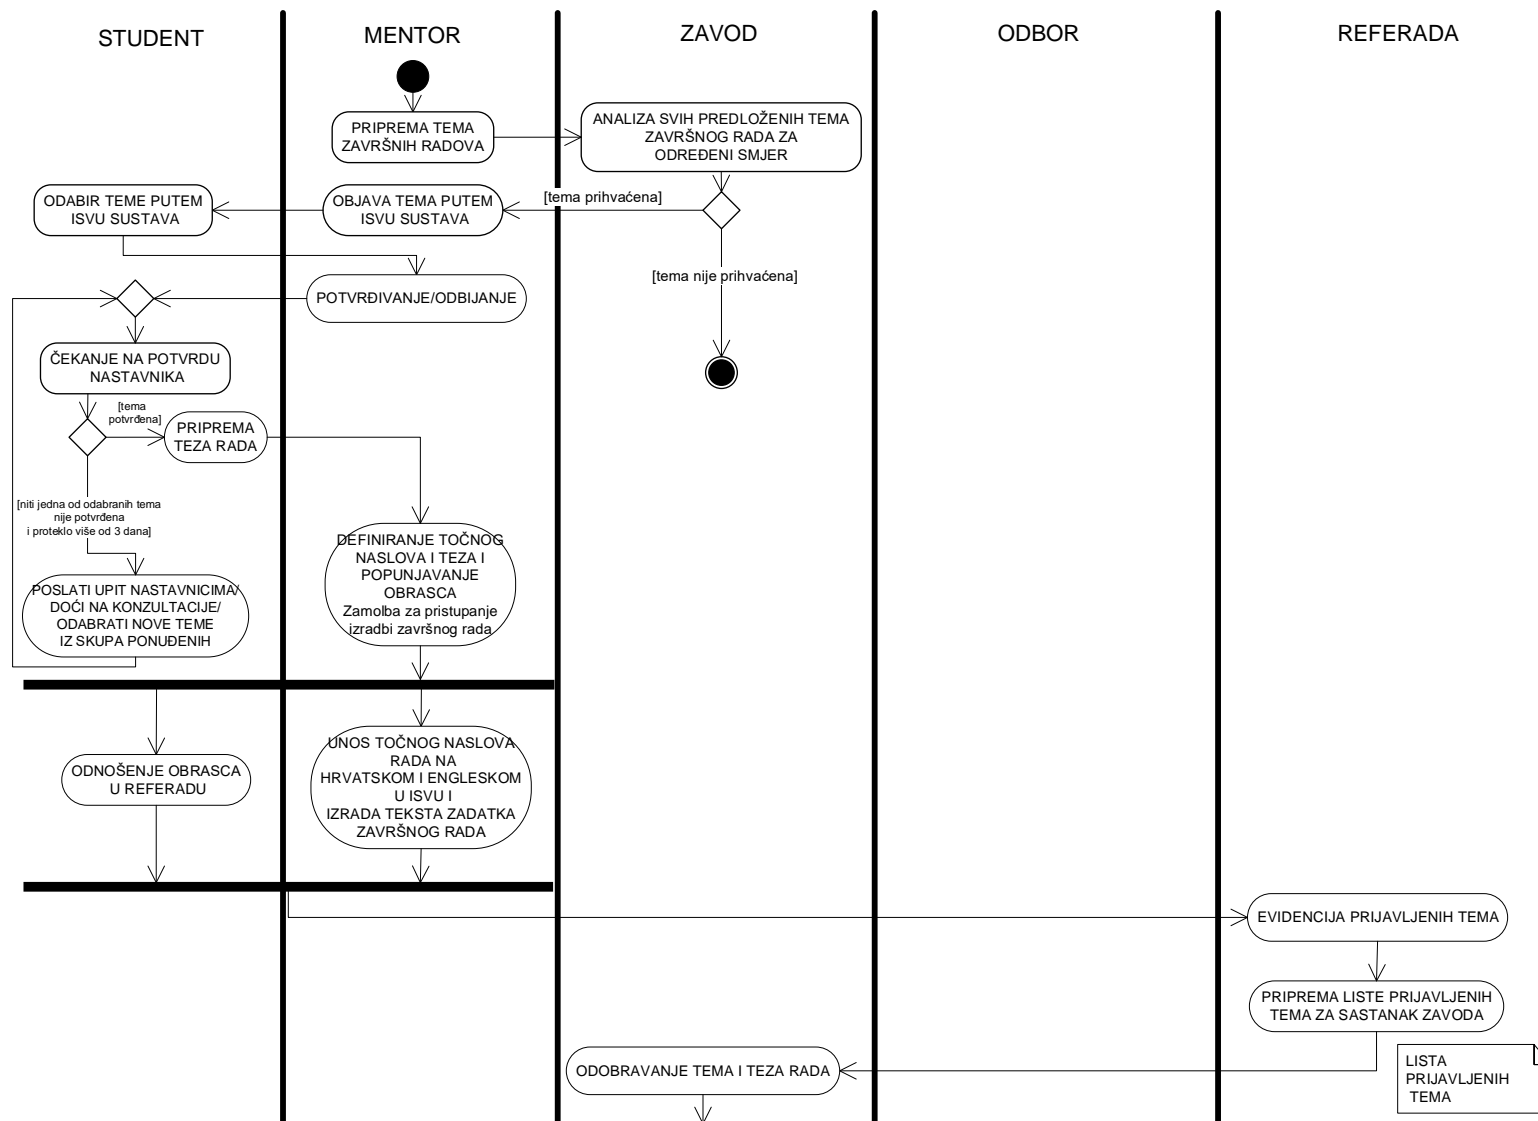 STUDENT
MENTOR
ZAVOD
ODBOR
REFERADA
PRIPREMA TEMA
ZAVRŠNIH RADOVA
ANALIZA SVIH PREDLOŽENIH TEMA
ZAVRŠNOG RADA ZA
ODREĐENI SMJER
ODABIR TEME PUTEM
ISVU SUSTAVA
OBJAVA TEMA PUTEM
ISVU SUSTAVA
[tema prihvaćena]
[tema nije prihvaćena]
POTVRĐIVANJE/ODBIJANJE
ČEKANJE NA POTVRDU
NASTAVNIKA
[tema
potvrđena]
PRIPREMA
TEZA RADA
[niti jedna od odabranih tema
nije potvrđena
i proteklo više od 3 dana]
DEFINIRANJE TOČNOG
NASLOVA I TEZA I
POPUNJAVANJE
OBRASCA
Zamolba za pristupanje
izradbi završnog rada
POSLATI UPIT NASTAVNICIMA/
DOĆI NA KONZULTACIJE/
ODABRATI NOVE TEME
IZ SKUPA PONUĐENIH
ODNOŠENJE OBRASCA
U REFERADU
UNOS TOČNOG NASLOVA
RADA NA
HRVATSKOM I ENGLESKOM
U ISVU I
IZRADA TEKSTA ZADATKA
ZAVRŠNOG RADA
EVIDENCIJA PRIJAVLJENIH TEMA
PRIPREMA LISTE PRIJAVLJENIH
TEMA ZA SASTANAK ZAVODA
ODOBRAVANJE TEMA I TEZA RADA
LISTA
PRIJAVLJENIH
TEMA